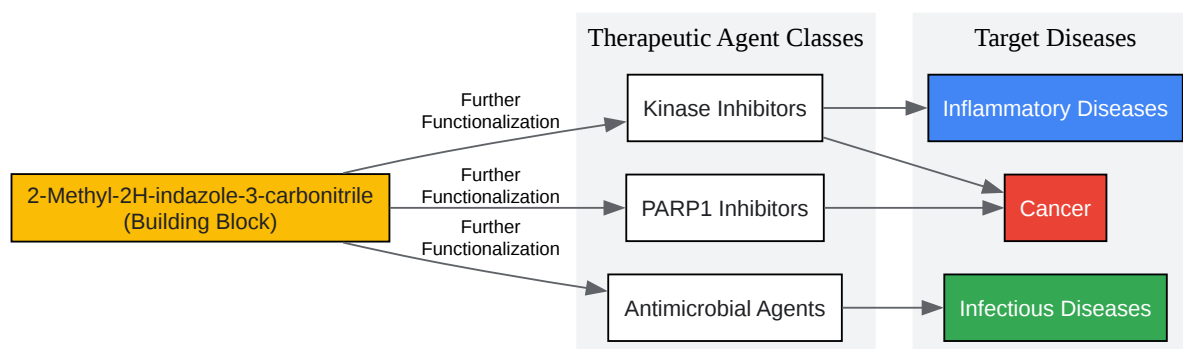 Therapeutic Agent Classes
Target Diseases
Further
Functionalization
Kinase Inhibitors
Inflammatory Diseases
2-Methyl-2H-indazole-3-carbonitrile
(Building Block)
Further
Functionalization
PARP1 Inhibitors
Cancer
Further
Functionalization
Antimicrobial Agents
Infectious Diseases